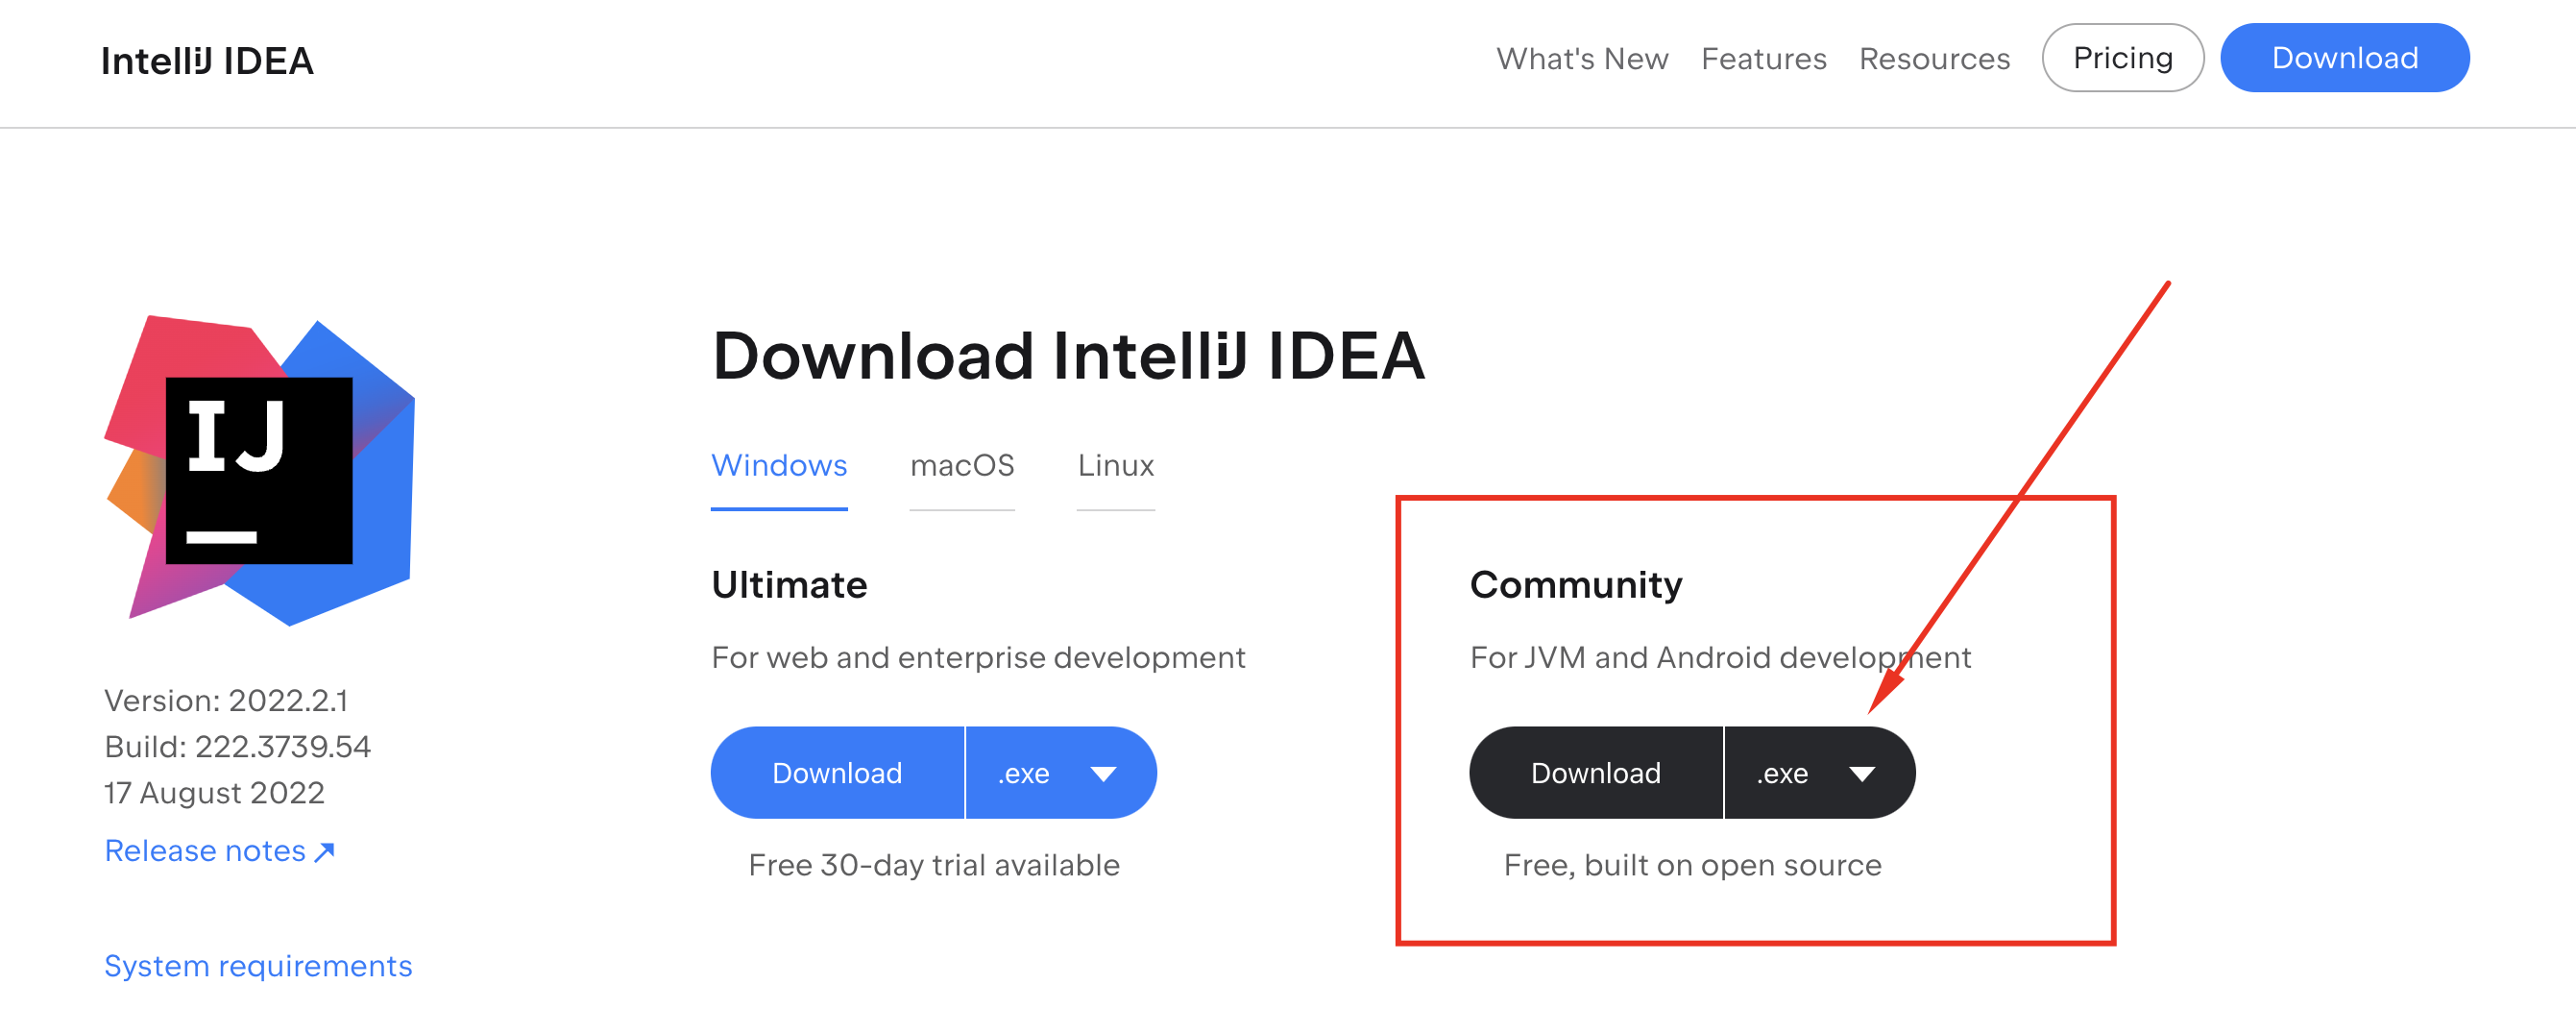 IntelliJ IDEA
What's New Features Resources Pricing Download
IJ
Version: 2022.2.1
Build: 222.3739.54
17 August 2022
Release notes
System requirements
Download IntelliJ IDEA
Windows macOS Linux
Ultimate
For web and enterprise development
Download .exe
Free 30-day trial available
Community
For JVM and Android development
Download .exe
Free, built on open source